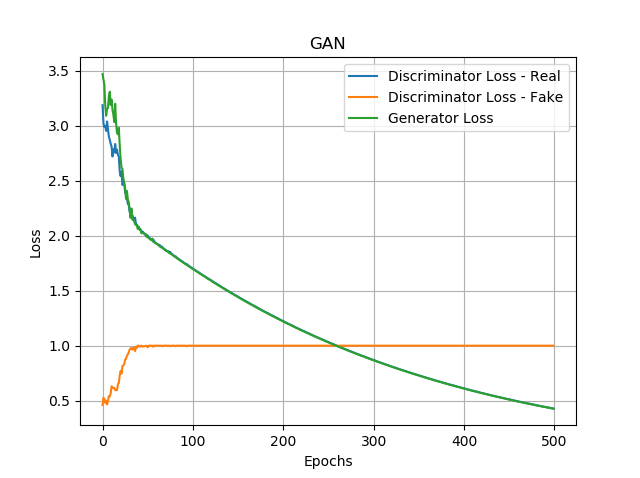 GAN
Discriminator Loss - Real
Discriminator Loss - Fake
Generator Loss
Loss
3.5
3.0
2.5
2.0
1.5
1.0
0.5
0 100 200 300 400 500
Epochs